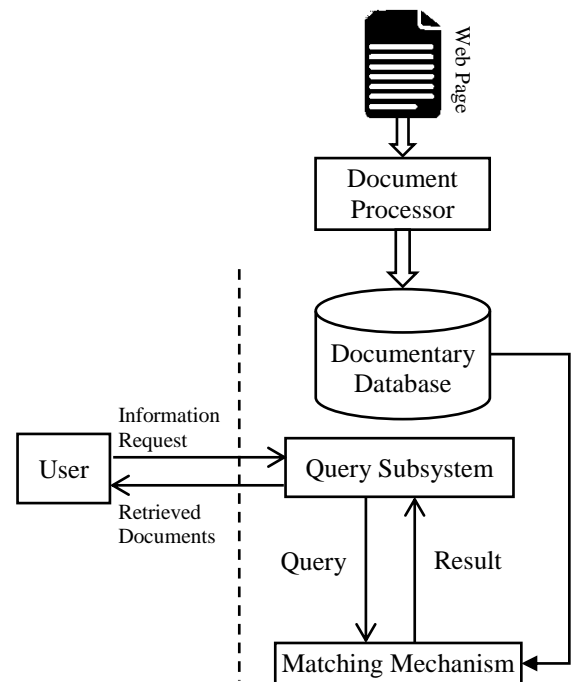 Web Page
Document
Processor
Documentary
Database
Information
Request
User
Query Subsystem
Retrieved
Documents
Query
Result
Matching Mechanism